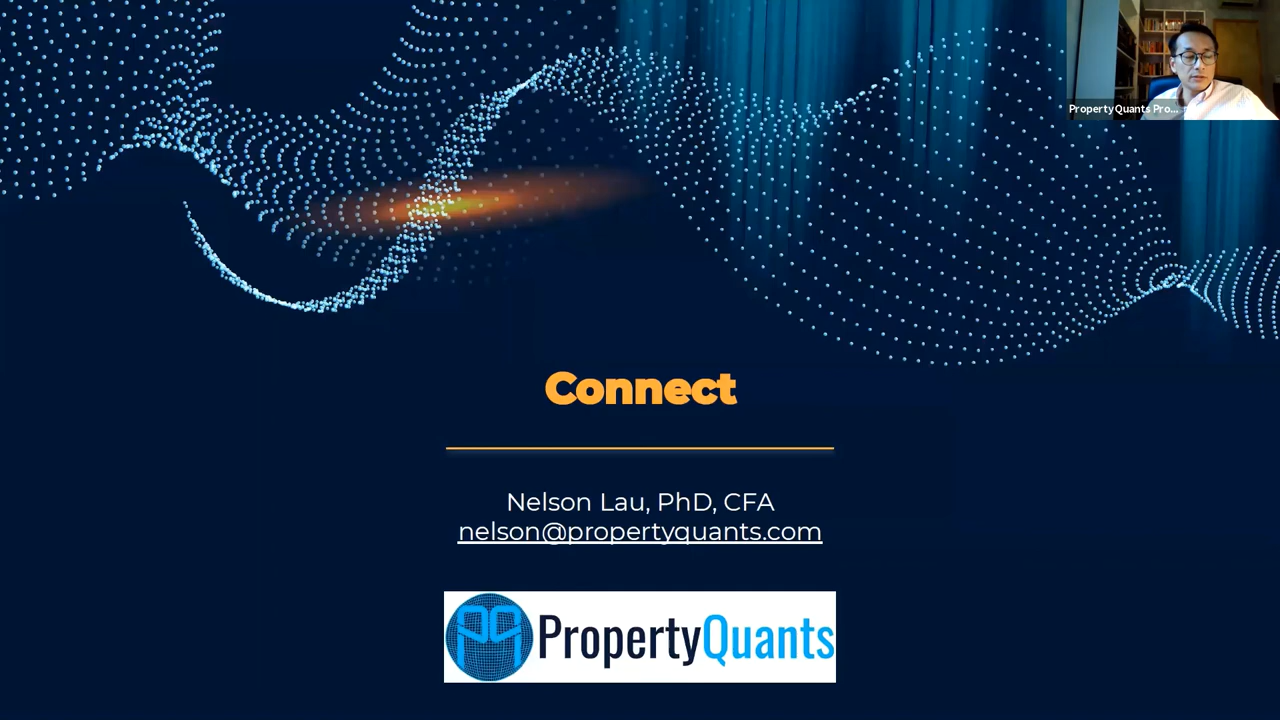 PropertyQuants Pro...
Connect
Nelson Lau, PhD, CFA
nelson@propertyquants.com
PropertyQuants